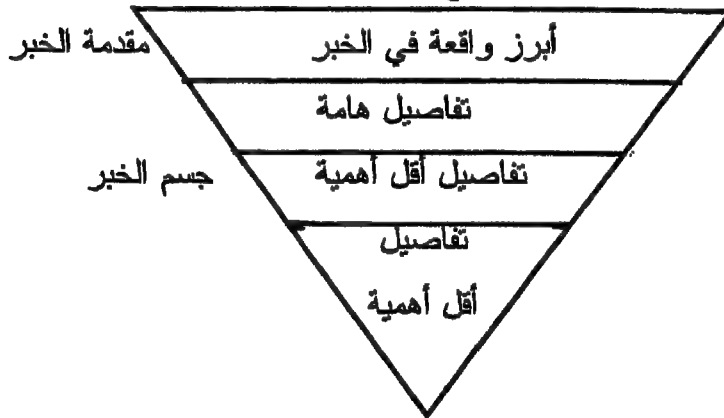 أبرز واقعة في الخبر
مقدمة الخبر
تفاصيل هامة
تفاصيل أقل أهمية
جسم الخبر
تفاصيل
أقل أهمية